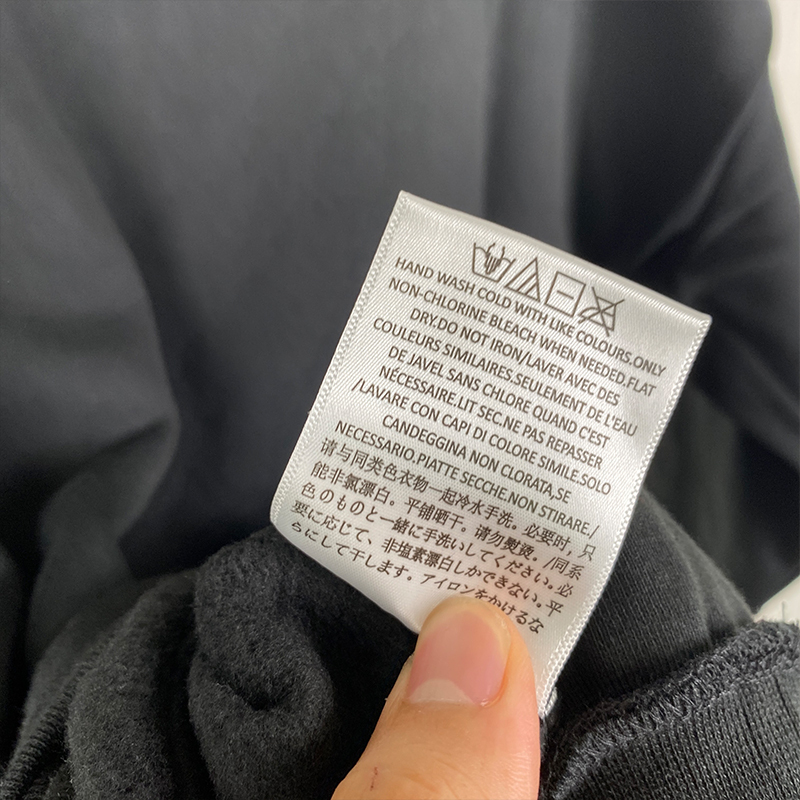 HAND WASH COLD WITH LIKE COLOURS.ONLY
NON-CHLORINE BLEACH WHEN NEEDED.FLAT
DRY.DO NOT IRON/LAVER AVEC DES
COULEURS SIMILAIRES.SEULEMENT DE L'EAU
DE JAVEL SANS CHLORE QUAND C'EST
NÉCESSAIRE.LIT SEC.NE PAS REPASSER
/LAVARE CON CAPI DI COLORE SIMILE.SOLO
CANDEGGINA NON CLORATA,SE
NECESSARIO.PIATTE SECCHE.NON STIRARE./
请与同类色衣物一起冷水手洗。必要时，只
能非氯漂白。平铺晒干。请勿熨烫。/同系
色のものと一緒に手洗いしてください。必
要に応じて、非塩素漂白しかできない。平
らにして干します。アイロンをかけるな